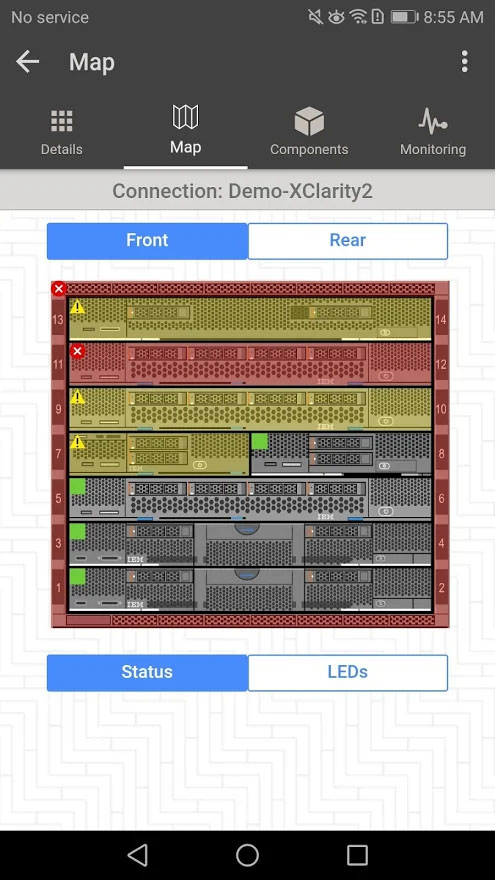 No service 8:55 AM
Map
Details Map Components Monitoring
Connection: Demo-XClarity2
Front Rear
13 14
11 12
IBM
9 10
IBM
7 8
IBM
5 6
IBM
3 4
IBM
1 2
IBM
Status LEDs